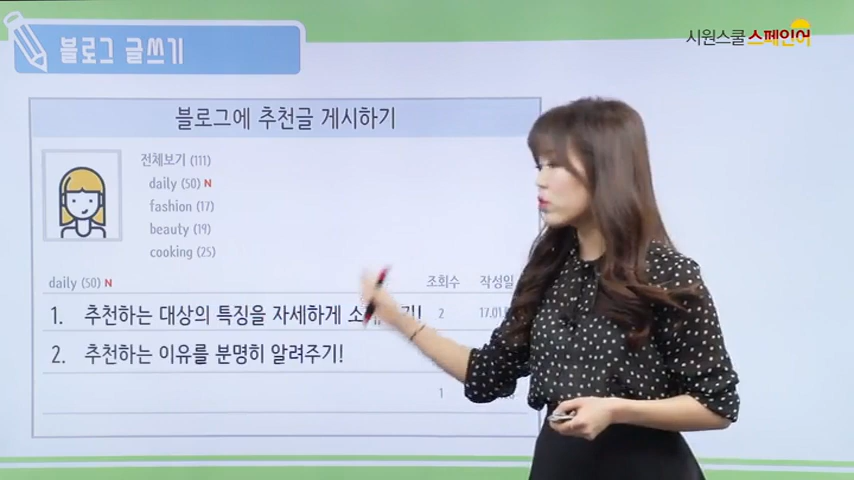 블로그 글쓰기
시원스쿨 스페인어
블로그에 추천글 게시하기
전체보기 (111)
daily (50) N
fashion (17)
beauty (19)
cooking (25)
daily (50) N 조회수 작성일
1. 추천하는 대상의 특징을 자세하게 2 17.01.
2. 추천하는 이유를 분명히 알려주기!
1